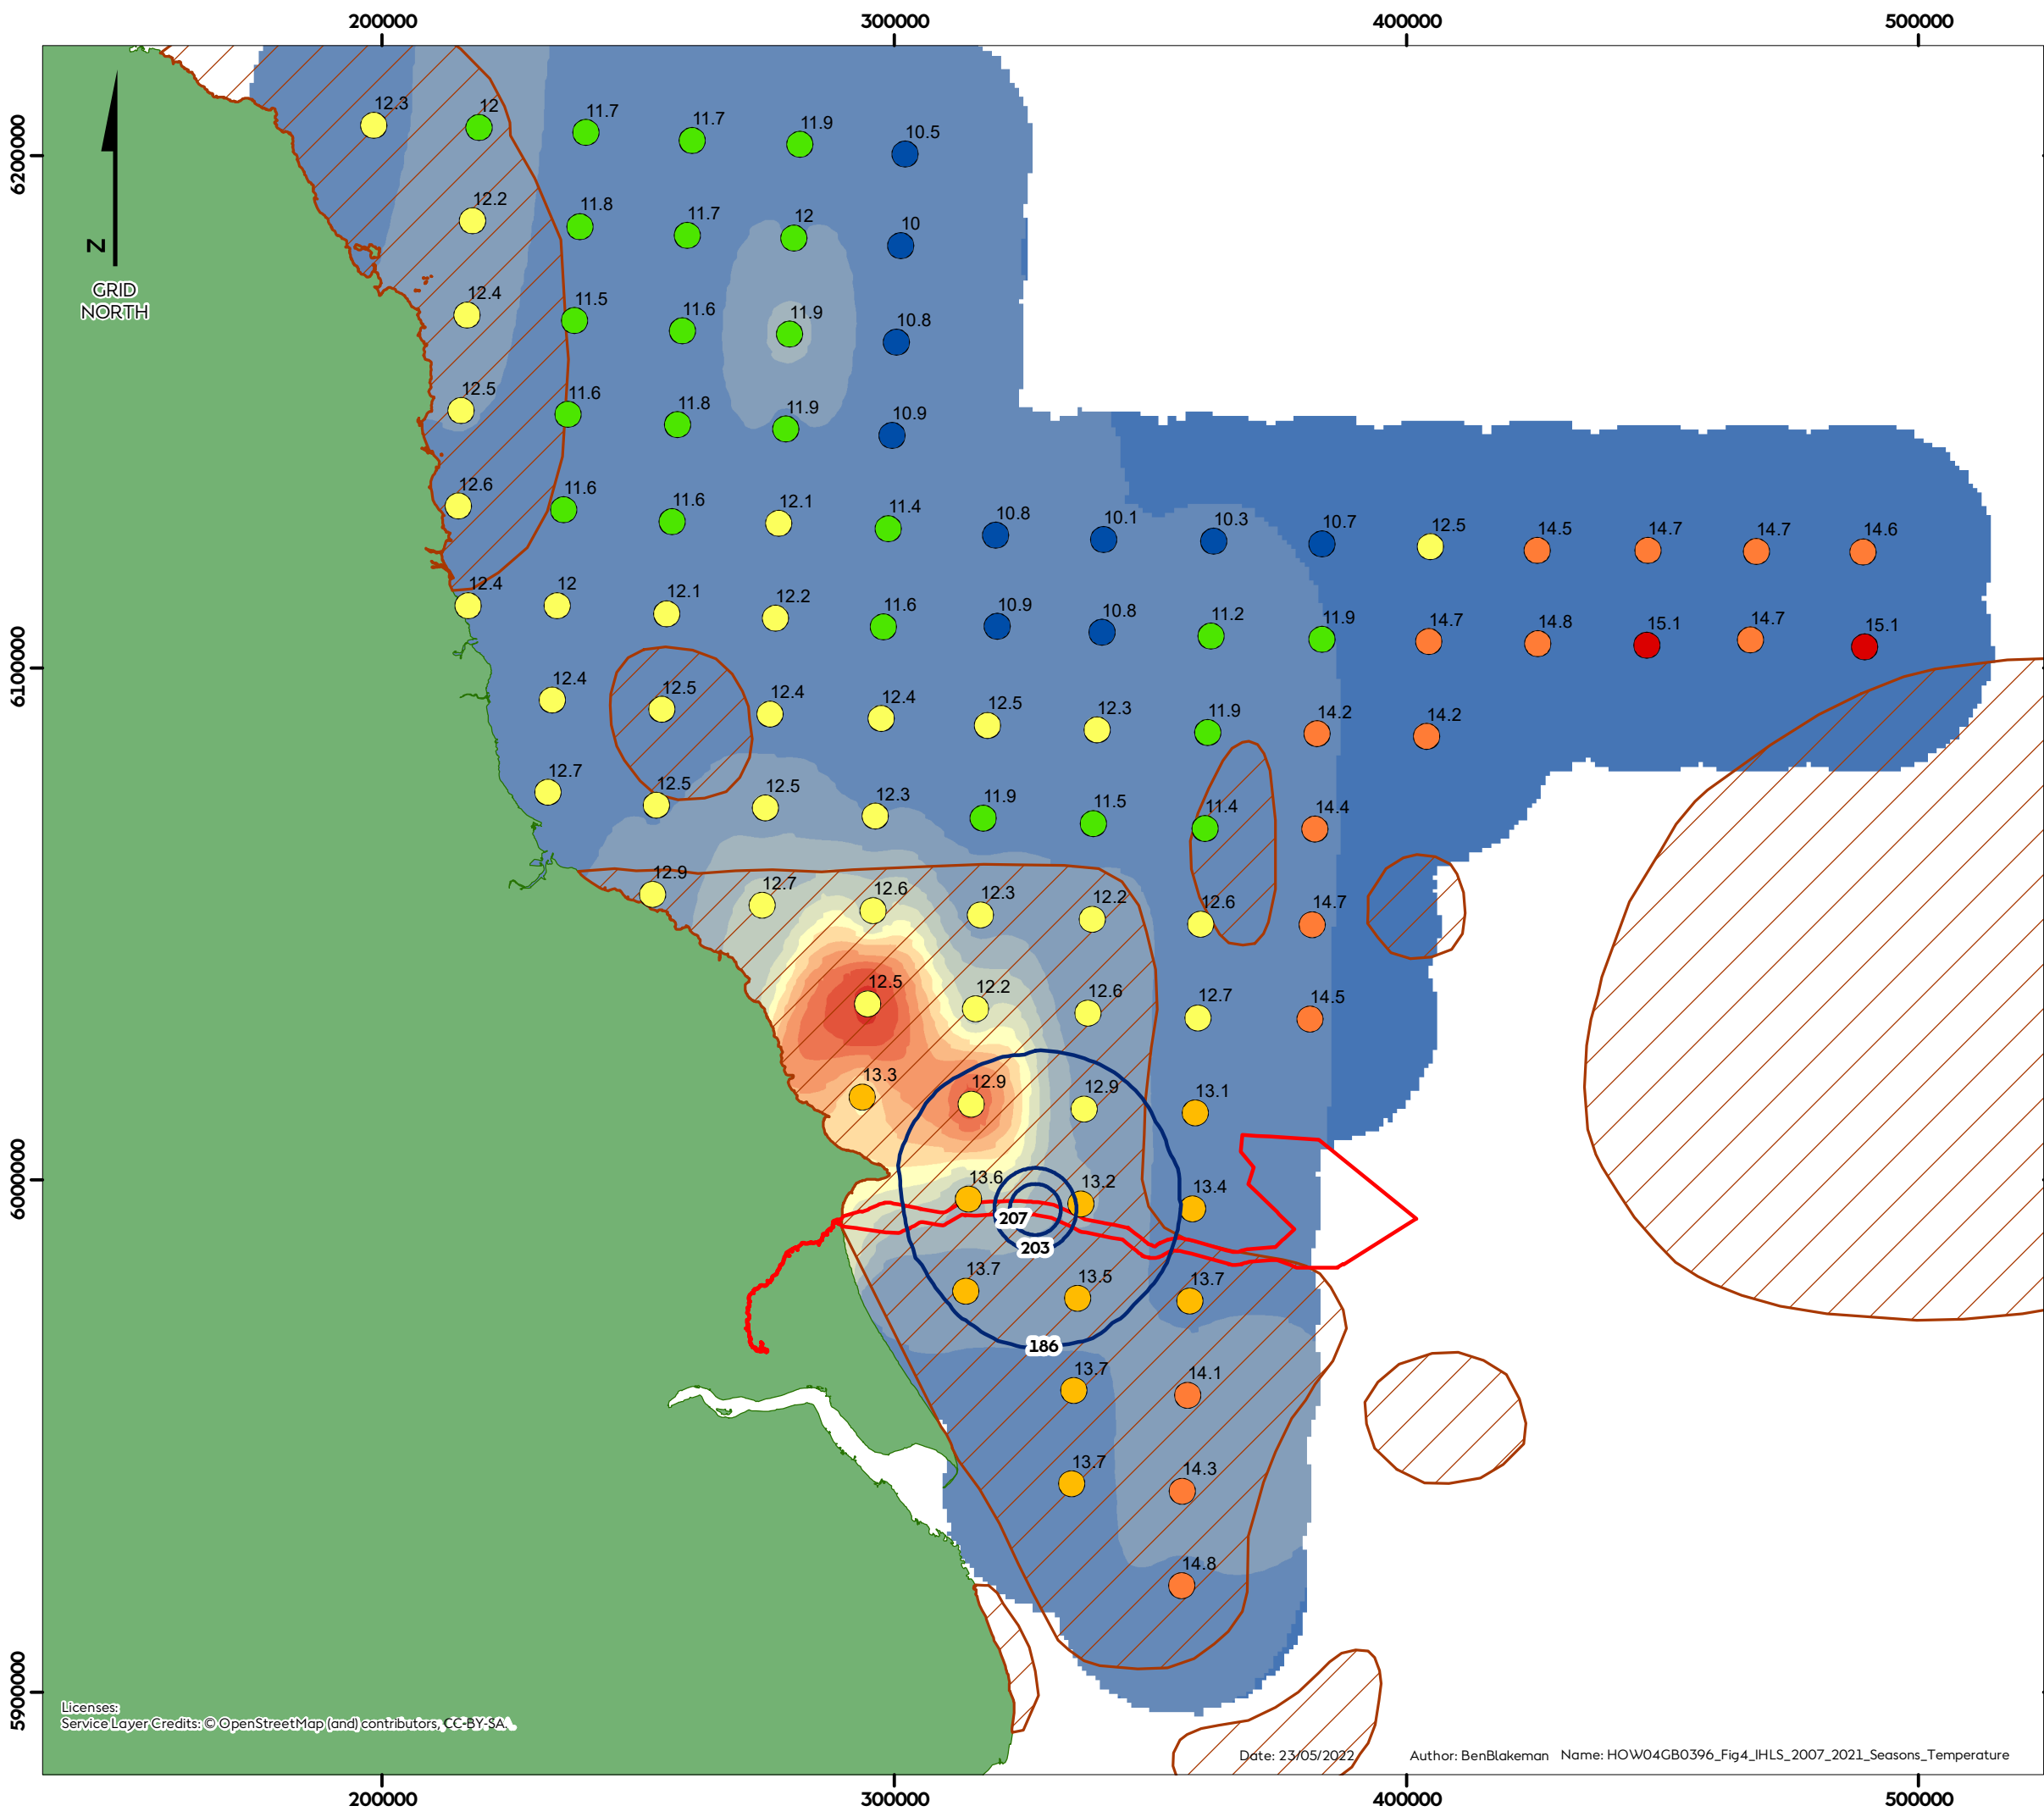 200000 300000 400000 500000
6200000
6100000
6000000
5900000
N
GRID
NORTH
12.3 12 11.7 11.7 11.9 10.5
12.2 11.8 11.7 12 10
12.4 11.5 11.6 11.9 10.8
12.5 11.6 11.8 11.9 10.9
12.6 11.6 11.6 12.1 11.4 10.8 10.1 10.3 10.7 12.5 14.5 14.7 14.7 14.6
12.4 12 12.1 12.2 11.6 10.9 10.8 11.2 11.9 14.7 14.8 15.1 14.7 15.1
12.4 12.5 12.4 12.4 12.5 12.3 11.9 14.2 14.2
12.7 12.5 12.5 12.3 11.9 11.5 11.4 14.4
12.9 12.7 12.6 12.3 12.2 12.6 14.7
12.5 12.2 12.6 12.7 14.5
13.3 12.9 12.9 13.1
13.6 13.2 13.4
207
203
13.7 13.5 13.7
186
13.7 14.1
13.7 14.3
14.8
Licenses:
Service Layer Credits: © OpenStreetMap (and) contributors, CC-BY-SA.
Date: 23/05/2022 Author: BenBlakeman Name: HOW04GB0396_Fig4_IHLS_2007_2021_Seasons_Temperature
200000 300000 400000 500000